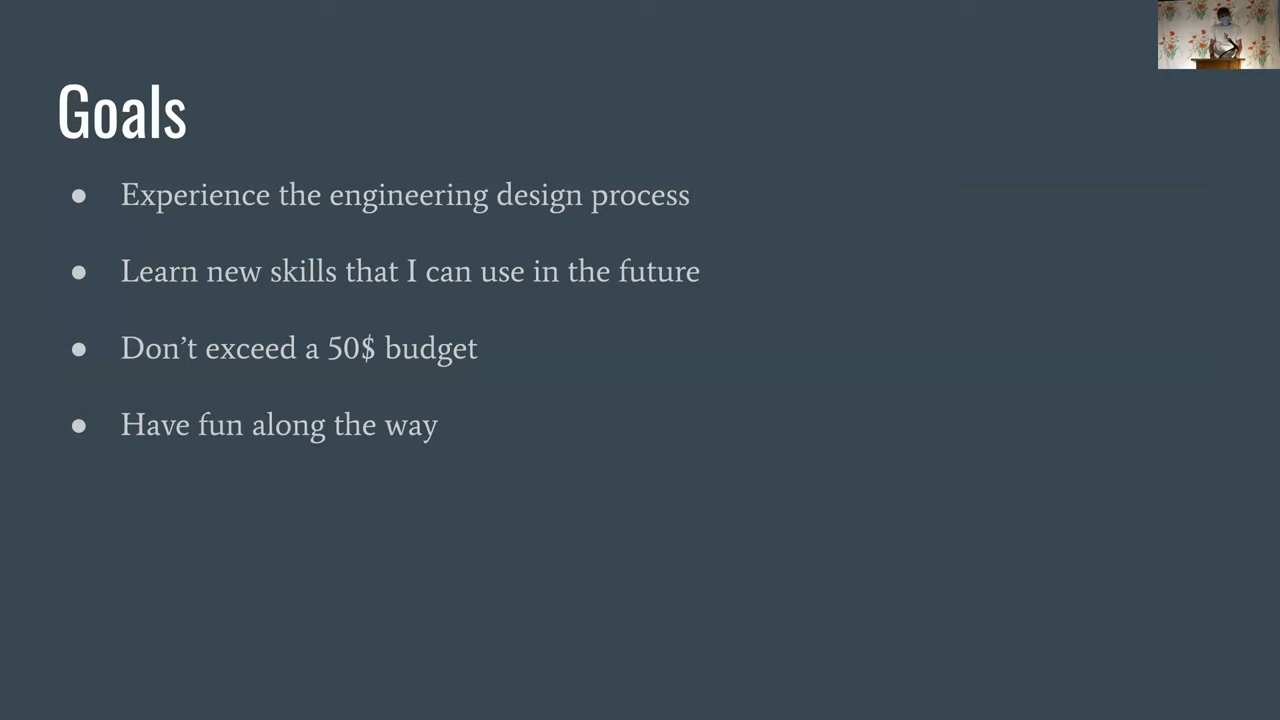 Goals
● Experience the engineering design process
● Learn new skills that I can use in the future
● Don’t exceed a 50$ budget
● Have fun along the way